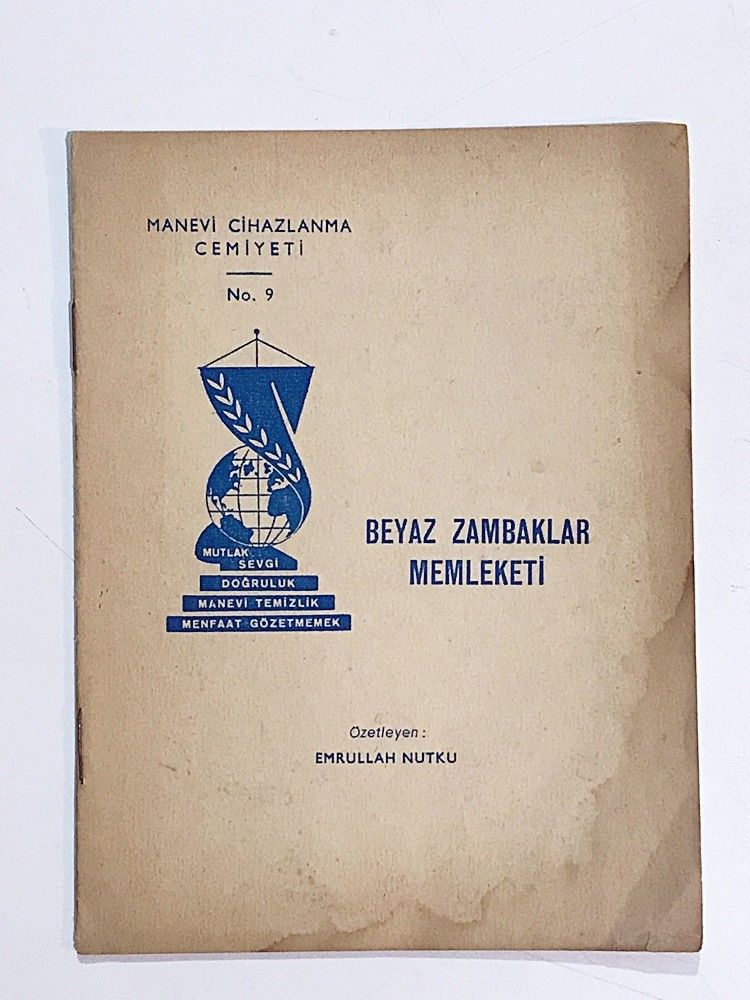 MANEVİ CİHAZLANMA
CEMİYETİ
No. 9
MUTLAK
SEVGİ
DOĞRULUK
MANEVİ TEMİZLİK
MENFAAT GÖZETMEMEK
BEYAZ ZAMBAKLAR
MEMLEKETİ
Özetleyen :
EMRULLAH NUTKU